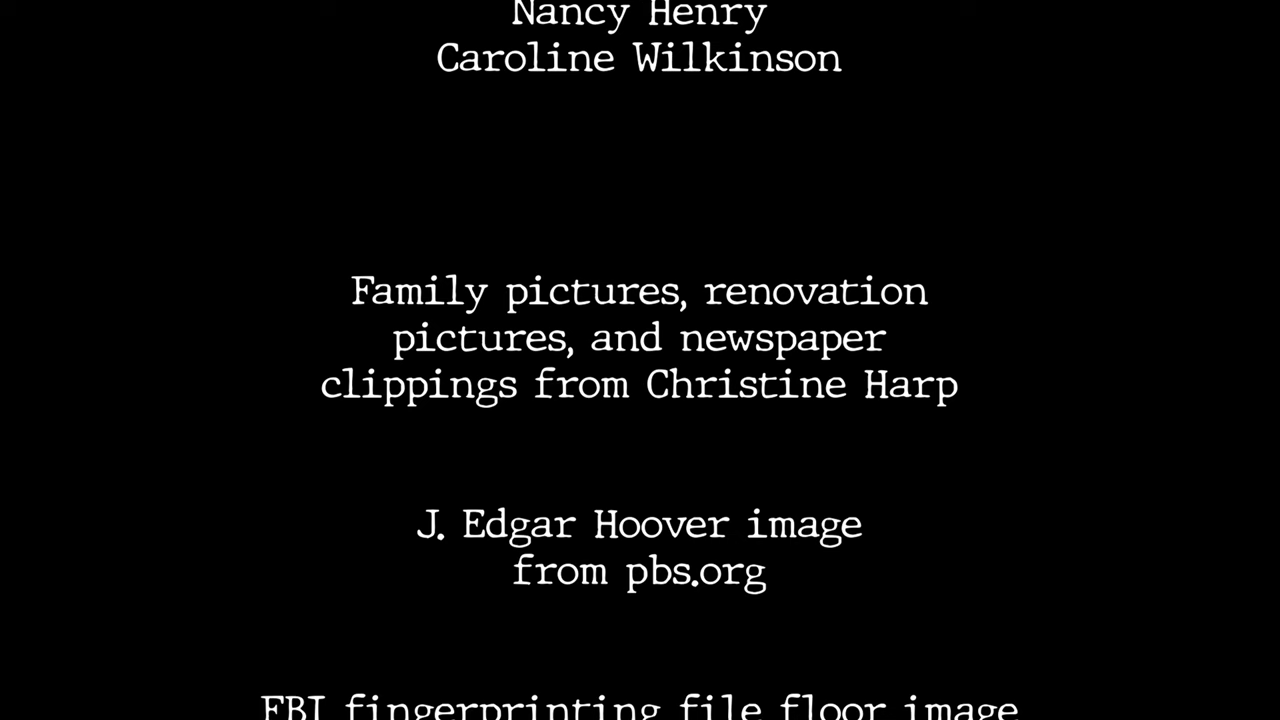 Nancy Henry
Caroline Wilkinson
Family pictures, renovation
pictures, and newspaper
clippings from Christine Harp
J. Edgar Hoover image
from pbs.org
FBI fingerprinting file floor image